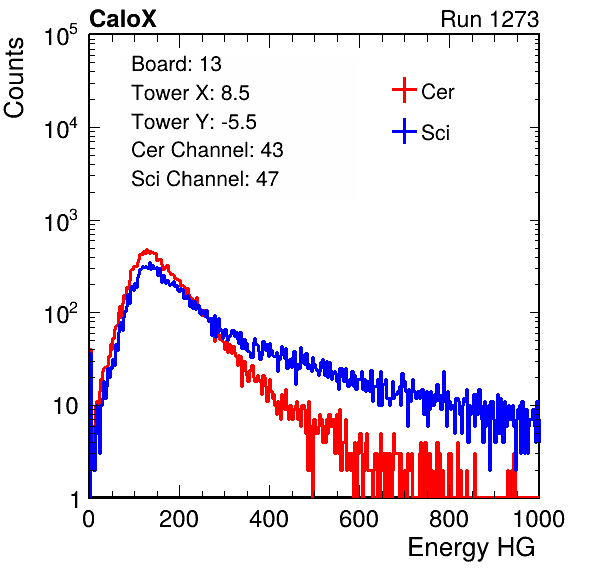 CaloX Run 1273
Counts
10^5
10^4
10^3
10^2
10
1
Board: 13
Tower X: 8.5
Tower Y: -5.5
Cer Channel: 43
Sci Channel: 47
Cer
Sci
0 200 400 600 800 1000
Energy HG